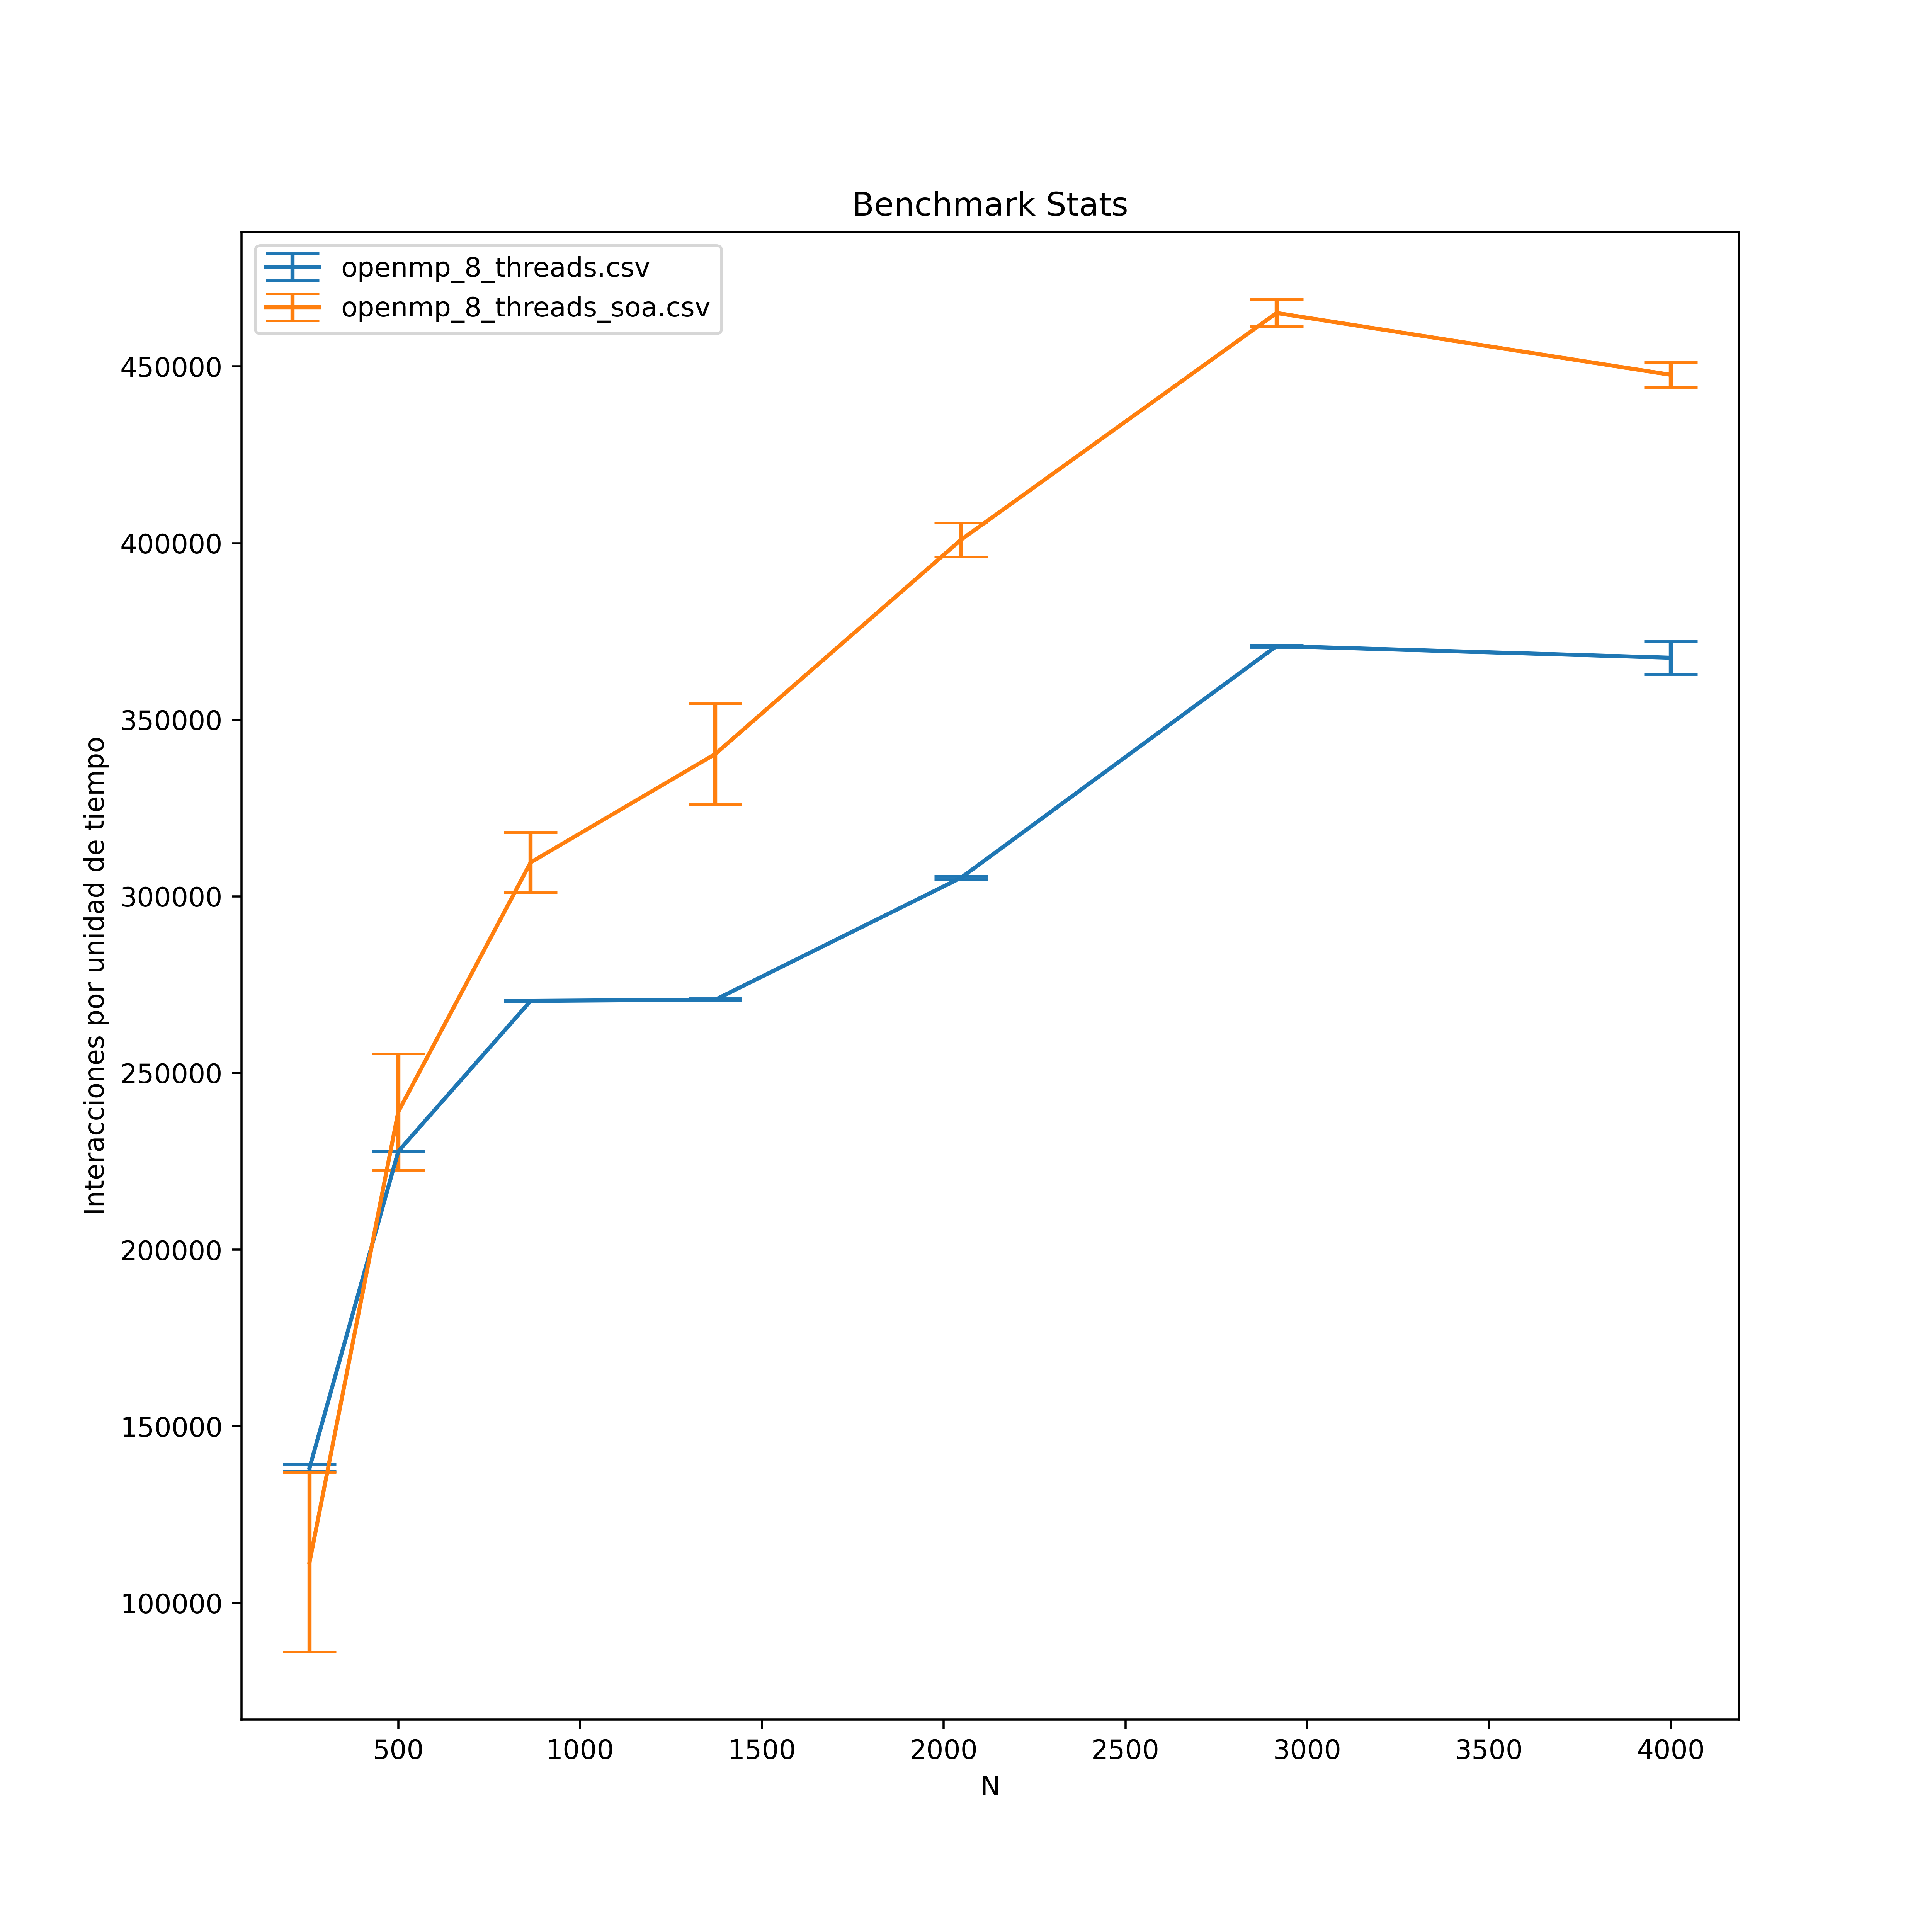 Benchmark Stats
openmp_8_threads.csv
openmp_8_threads_soa.csv
Interacciones por unidad de tiempo
450000
400000
350000
300000
250000
200000
150000
100000
500 1000 1500 2000 2500 3000 3500 4000
N